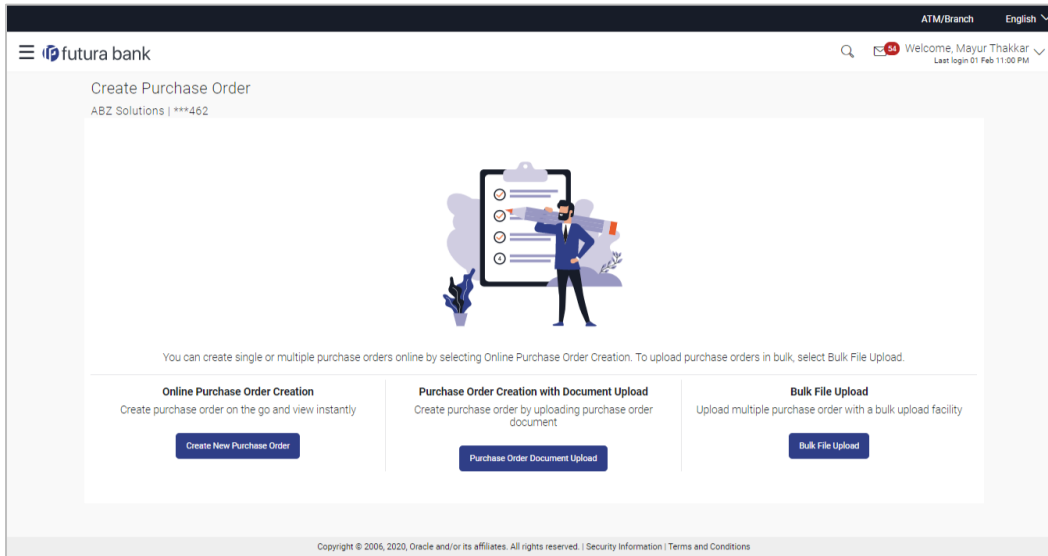 ATM/Branch English
futura bank
54 Welcome, Mayur Thakkar
Last login 01 Feb 11:00 PM
Create Purchase Order
ABZ Solutions | ***462
4
You can create single or multiple purchase orders online by selecting Online Purchase Order Creation. To upload purchase orders in bulk, select Bulk File Upload.
Online Purchase Order Creation
Create purchase order on the go and view instantly
Create New Purchase Order
Purchase Order Creation with Document Upload
Create purchase order by uploading purchase order
document
Purchase Order Document Upload
Bulk File Upload
Upload multiple purchase order with a bulk upload facility
Bulk File Upload
Copyright © 2006, 2020, Oracle and/or its affiliates. All rights reserved. | Security Information | Terms and Conditions